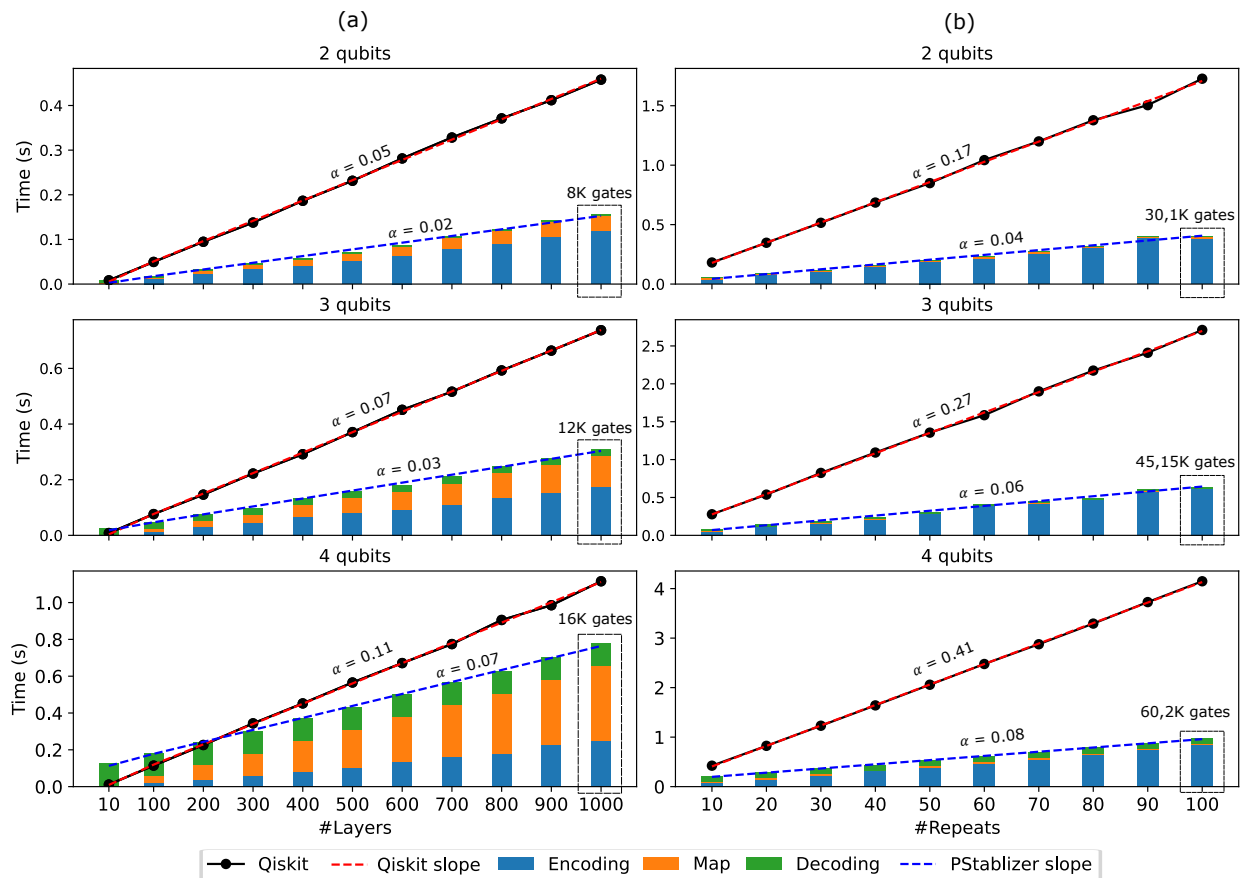 (a)
2 qubits
Time (s)
0.4
0.3
0.2
0.1
0.0
α = 0.05
α = 0.02
8K gates
3 qubits
Time (s)
0.6
0.4
0.2
0.0
α = 0.07
α = 0.03
12K gates
4 qubits
Time (s)
1.0
0.8
0.6
0.4
0.2
0.0
α = 0.11
α = 0.07
16K gates
10 100 200 300 400 500 600 700 800 900 1000
#Layers
(b)
2 qubits
1.5
1.0
0.5
0.0
α = 0.17
α = 0.04
30,1K gates
3 qubits
2.5
2.0
1.5
1.0
0.5
0.0
α = 0.27
α = 0.06
45,15K gates
4 qubits
4
3
2
1
0
α = 0.41
α = 0.08
60,2K gates
10 20 30 40 50 60 70 80 90 100
#Repeats
Qiskit Qiskit slope Encoding Map Decoding PStablizer slope